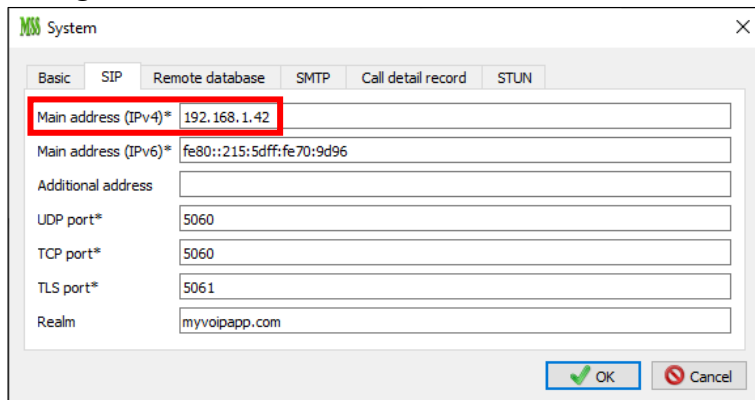 MSS System
Basic SIP Remote database SMTP Call detail record STUN
Main address (IPv4)* 192.168.1.42
Main address (IPv6)* fe80::215:5dff:fe70:9d96
Additional address
UDP port* 5060
TCP port* 5060
TLS port* 5061
Realm myvoipapp.com
OK Cancel